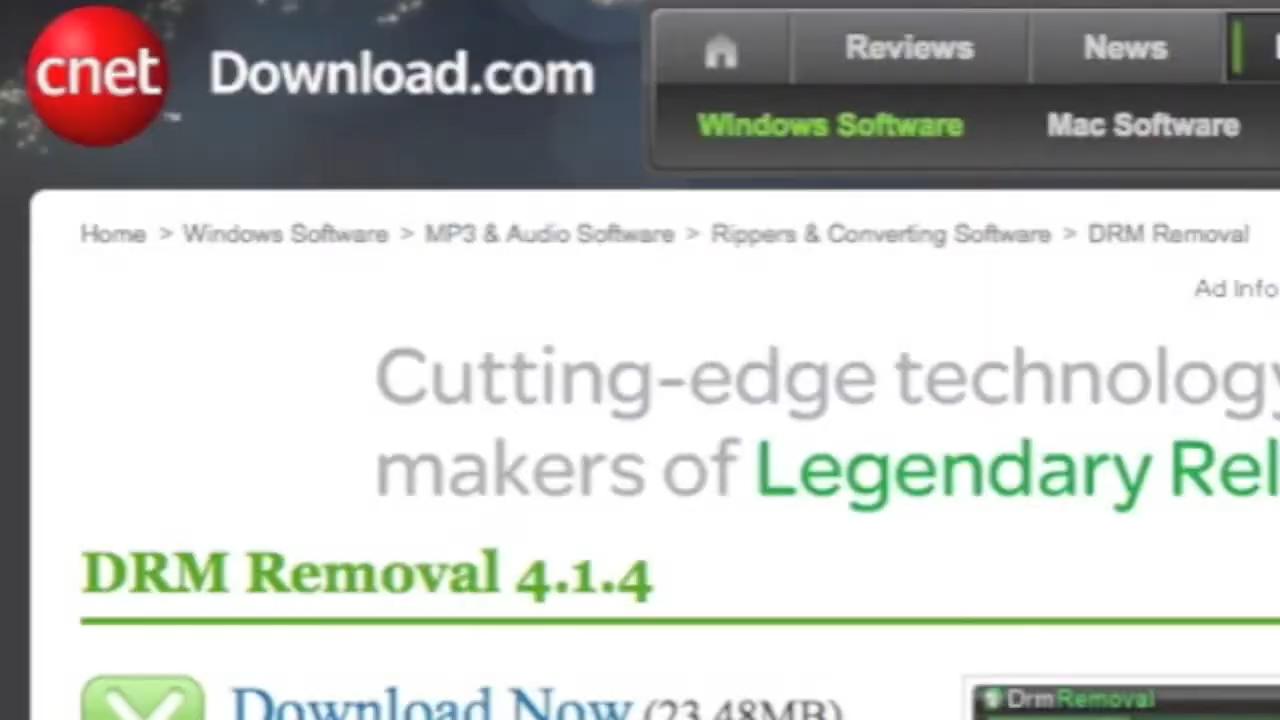 cnet Download.com
Reviews News
Windows Software Mac Software
Home > Windows Software > MP3 & Audio Software > Rippers & Converting Software > DRM Removal
Ad Info
Cutting-edge technology
makers of Legendary Rel
DRM Removal 4.1.4
Download Now (23.48MB)
DrmRemoval